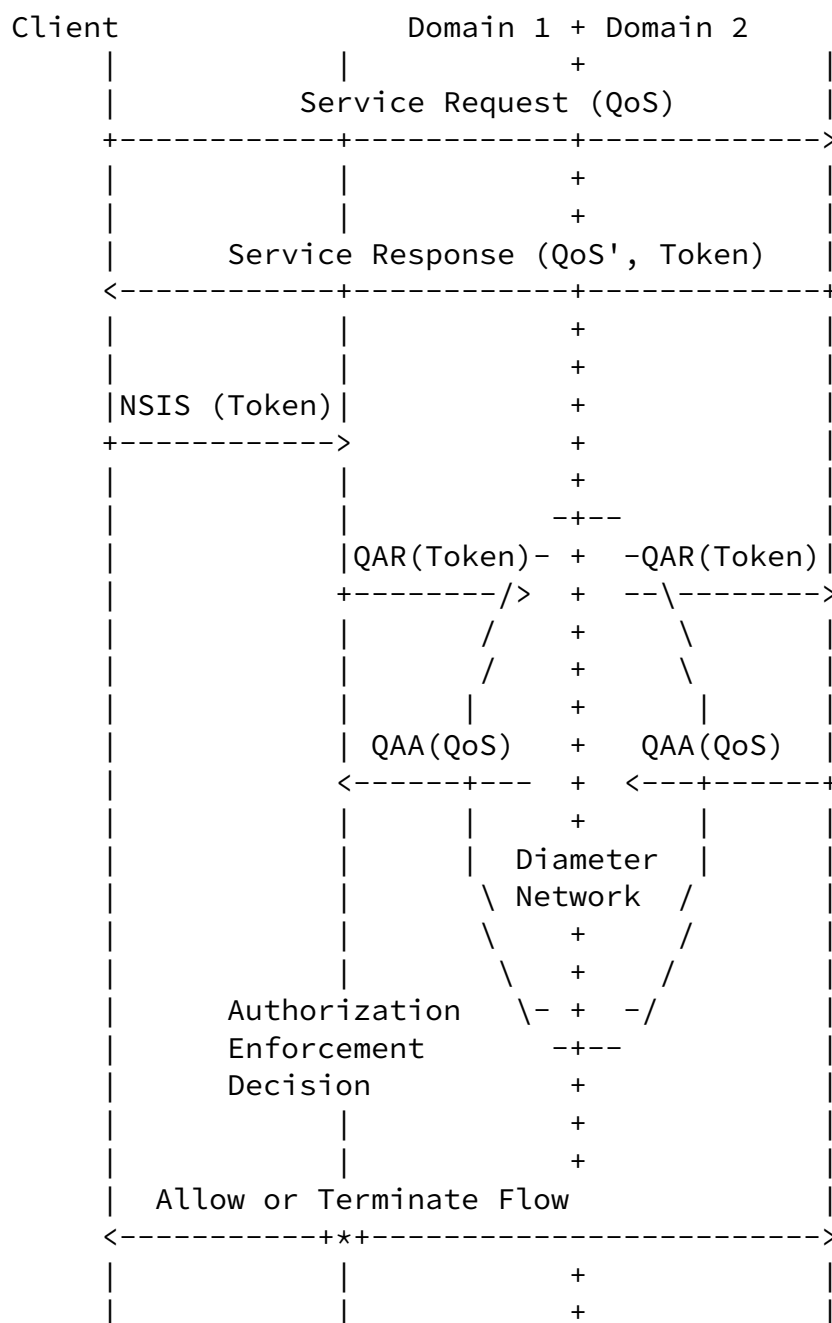 Client Domain 1 + Domain 2
Service Request (QoS)
Service Response (QoS', Token)
NSIS (Token)
QAR(Token) QAR(Token)
QAA(QoS) QAA(QoS)
Diameter
Network
Authorization
Enforcement
Decision
Allow or Terminate Flow